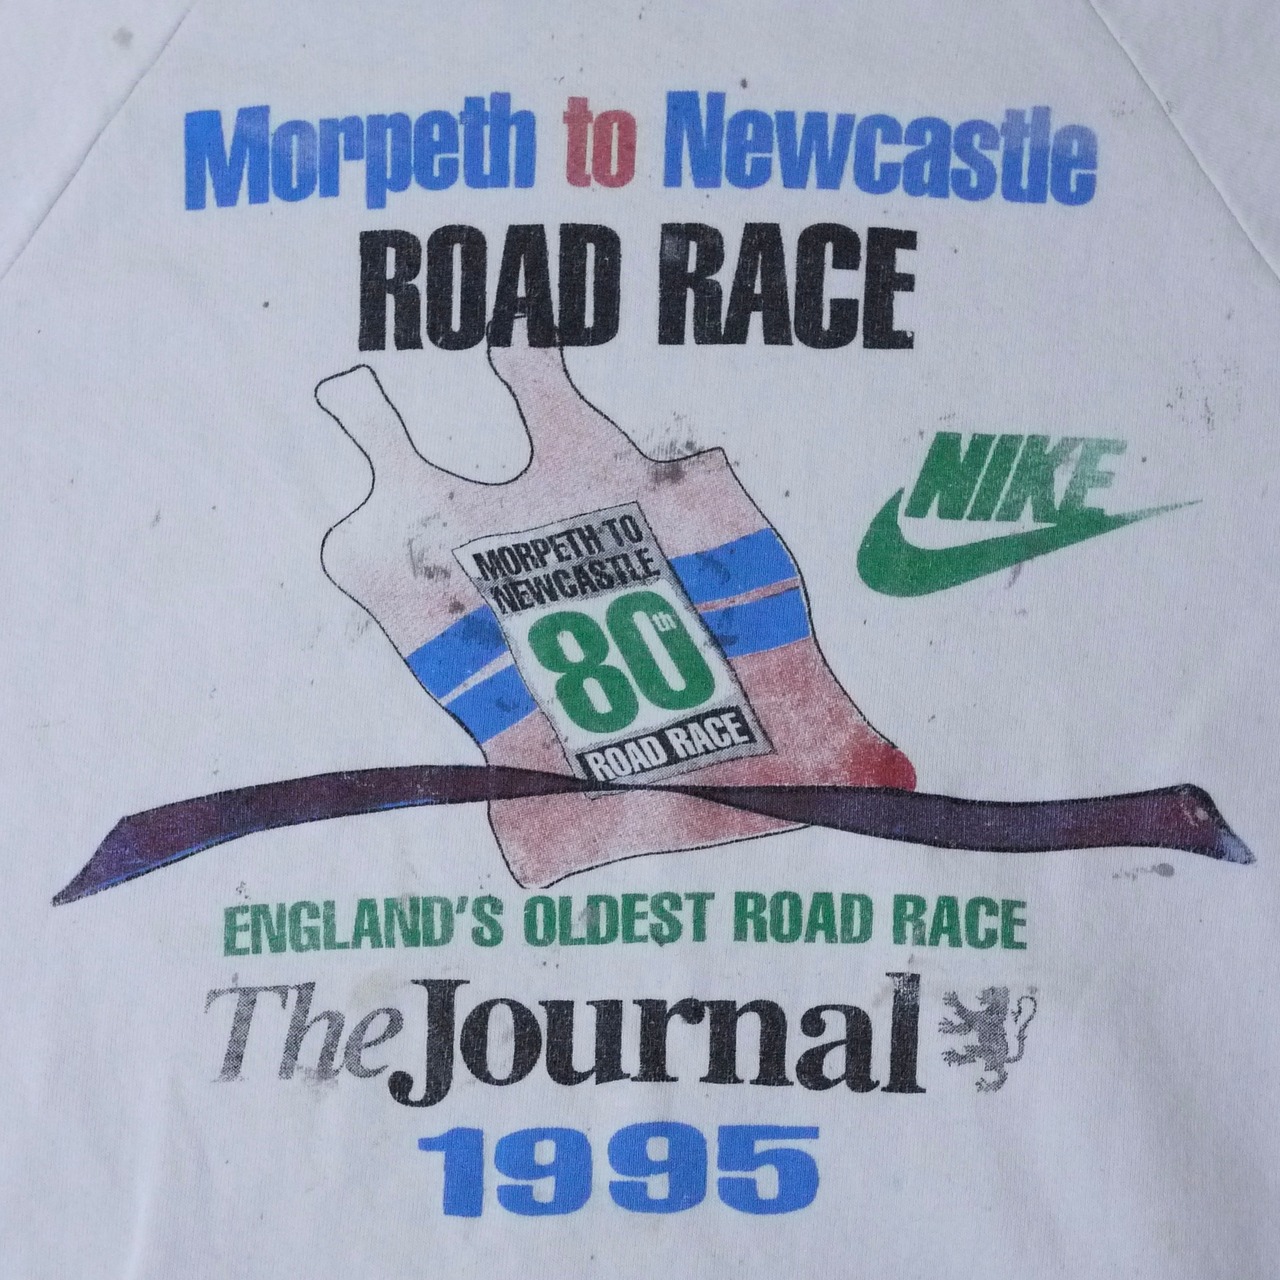 Morpeth to Newcastle
ROAD RACE
NIKE
MORPETH TO
NEWCASTLE
80th
ROAD RACE
ENGLAND'S OLDEST ROAD RACE
The Journal
1995